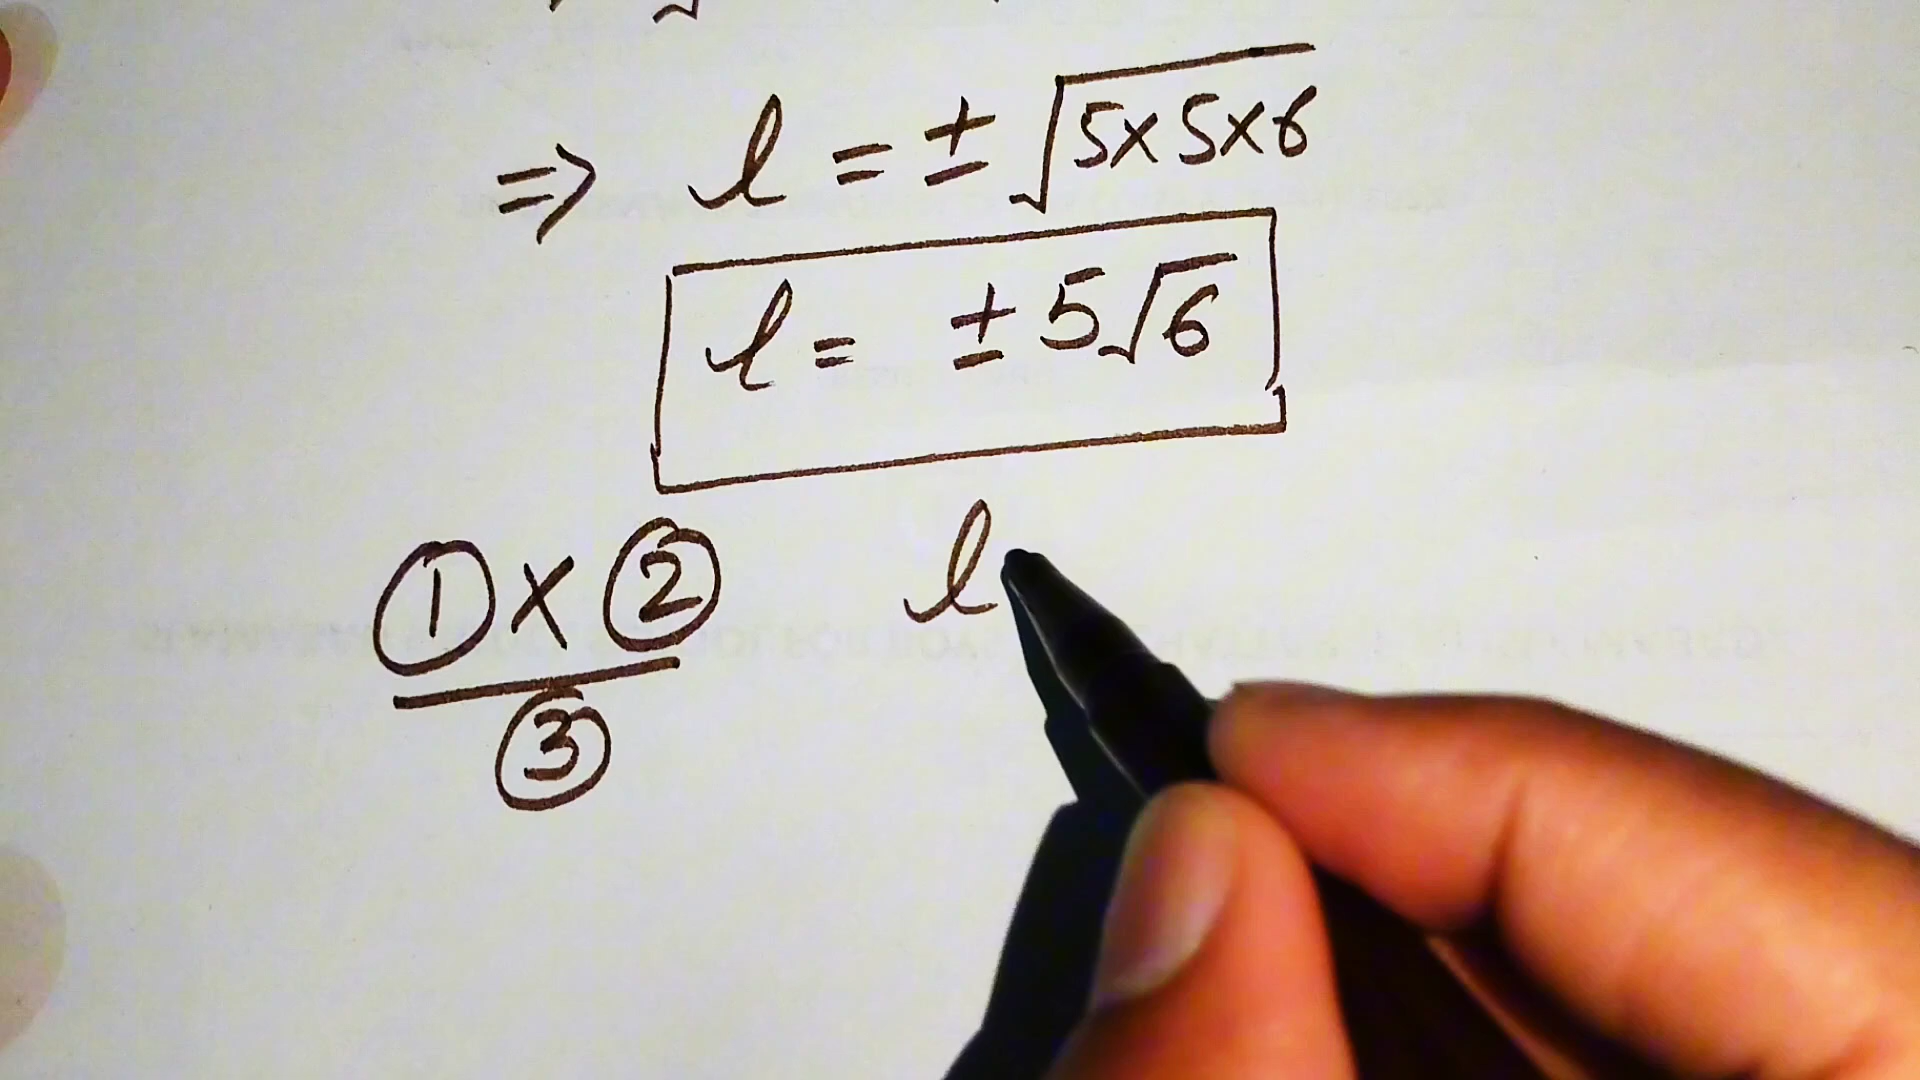 ⇒ l = ± √5×5×6
l = ± 5√6
① × ② l
③